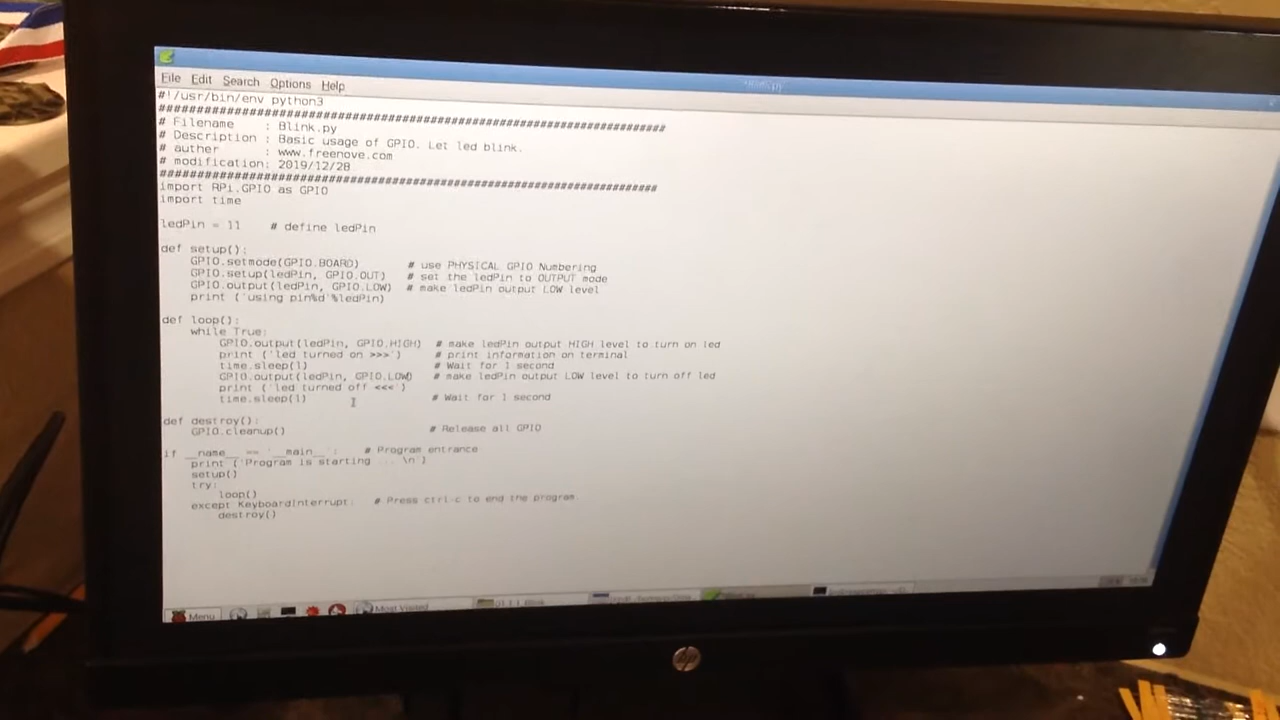 File Edit Search Options Help
#!/usr/bin/env python3
########################################################################
# Filename    : Blink.py
# Description : Basic usage of GPIO. Let led blink.
# auther      : www.freenove.com
# modification: 2019/12/28
########################################################################
import RPi.GPIO as GPIO
import time
ledPin = 11    # define ledPin
def setup():
    GPIO.setmode(GPIO.BOARD)       # use PHYSICAL GPIO Numbering
    GPIO.setup(ledPin, GPIO.OUT)   # set the ledPin to OUTPUT mode
    GPIO.output(ledPin, GPIO.LOW)  # make ledPin output LOW level
    print ('using pin%d'%ledPin)
def loop():
    while True:
        GPIO.output(ledPin, GPIO.HIGH)  # make ledPin output HIGH level to turn on led
        print ('led turned on >>>')     # print information on terminal
        time.sleep(1)                   # Wait for 1 second
        GPIO.output(ledPin, GPIO.LOW)   # make ledPin output LOW level to turn off led
        print ('led turned off <<<')
        time.sleep(1)                   # Wait for 1 second
def destroy():
    GPIO.cleanup()                      # Release all GPIO
if __name__ == '__main__':    # Program entrance
    print ('Program is starting ... \n')
    setup()
    try:
        loop()
    except KeyboardInterrupt:   # Press ctrl-c to end the program.
        destroy()
Menu Most Visited
hp